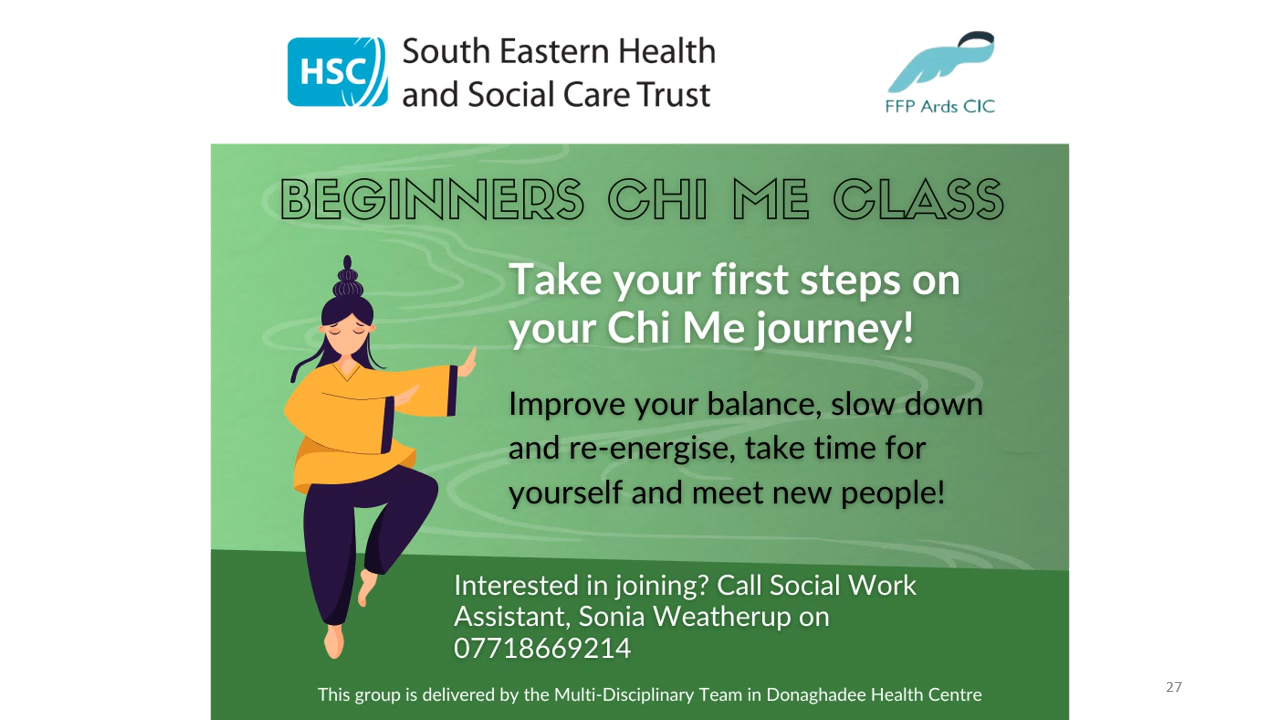 HSC South Eastern Health
and Social Care Trust
FFP Ards CIC
BEGINNERS CHI ME CLASS
Take your first steps on
your Chi Me journey!
Improve your balance, slow down
and re-energise, take time for
yourself and meet new people!
Interested in joining? Call Social Work
Assistant, Sonia Weatherup on
07718669214
This group is delivered by the Multi-Disciplinary Team in Donaghadee Health Centre
27